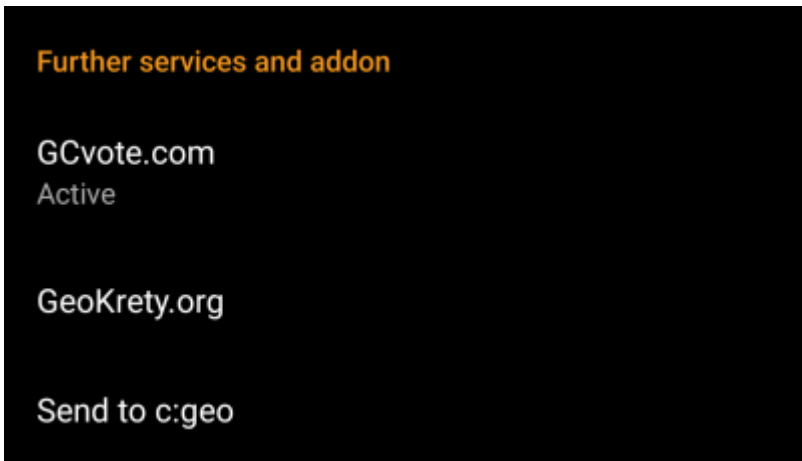 Further services and addon
GCvote.com
Active
GeoKrety.org
Send to c:geo